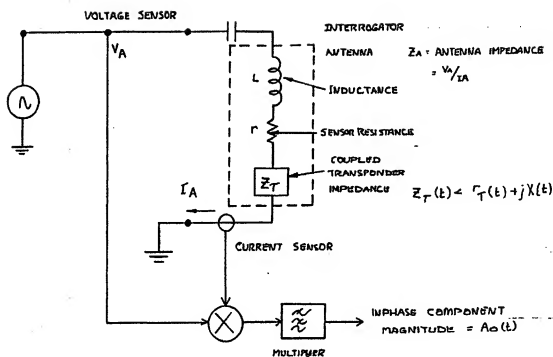 VOLTAGE SENSOR
INTERROGATOR
ANTENNA
ZA = ANTENNA IMPEDANCE
= VA/IA
VA
L
INDUCTANCE
r
SENSOR RESISTANCE
COUPLED
TRANSPONDER
IMPEDANCE
ZT
ZT(t) < rT(t)+jX(t)
IA
CURRENT SENSOR
X
INPHASE COMPONENT
MAGNITUDE = Ao(t)
MULTIPLIER